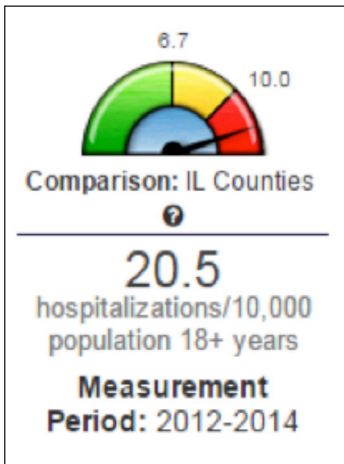 6.7
10.0
Comparison: IL Counties
?
20.5
hospitalizations/10,000
population 18+ years
Measurement
Period: 2012-2014